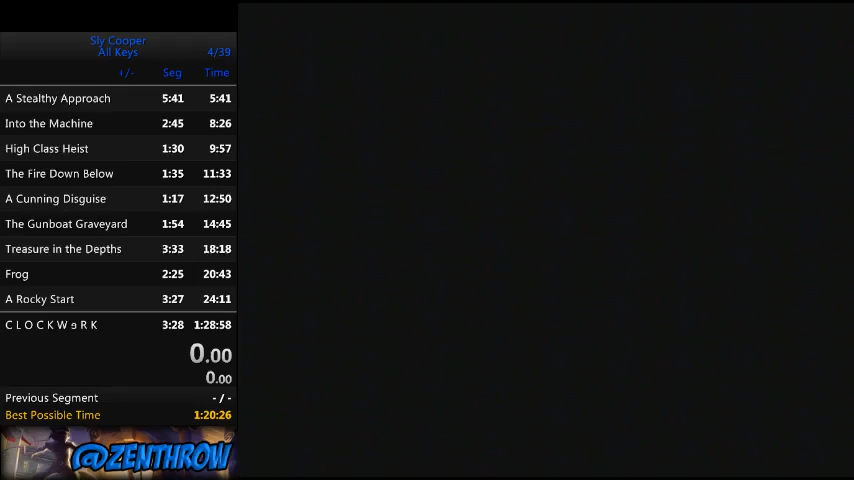 Sly Cooper
All Keys 4/39
+/- Seg Time
A Stealthy Approach 5:41 5:41
Into the Machine 2:45 8:26
High Class Heist 1:30 9:57
The Fire Down Below 1:35 11:33
A Cunning Disguise 1:17 12:50
The Gunboat Graveyard 1:54 14:45
Treasure in the Depths 3:33 18:18
Frog 2:25 20:43
A Rocky Start 3:27 24:11
C L O C K W ɘ R K 3:28 1:28:58
0.00
0.00
Previous Segment - / -
Best Possible Time 1:20:26
@ZENTHROW